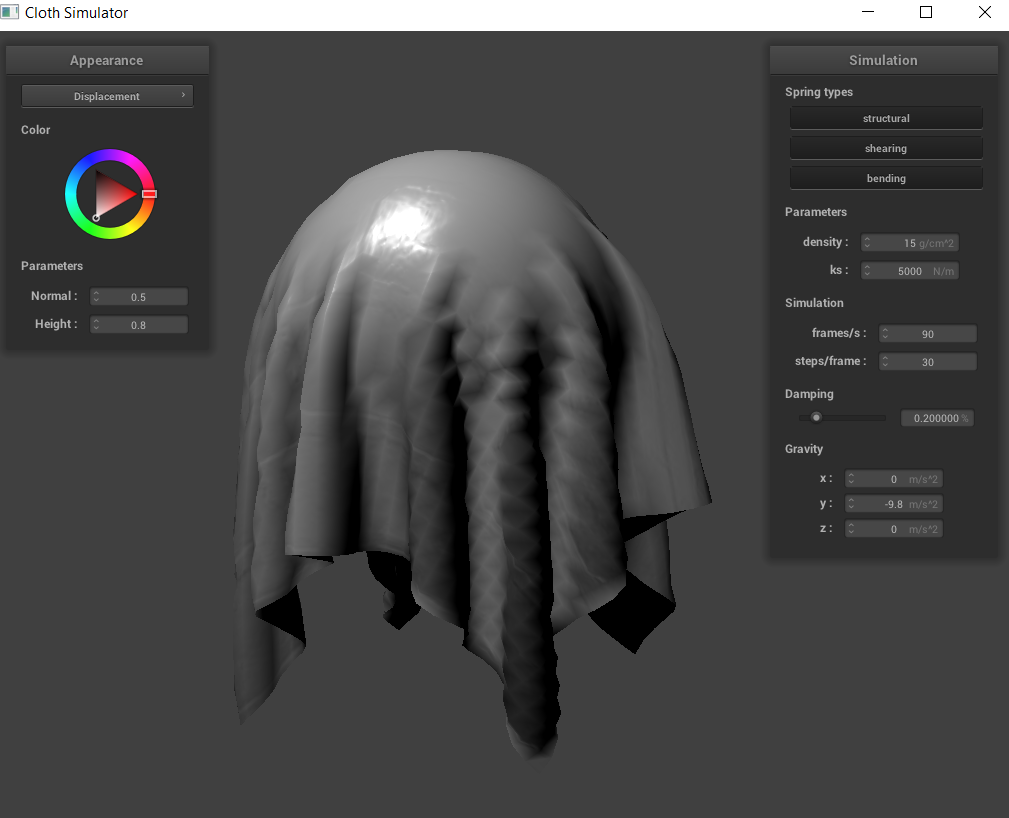 Cloth Simulator
Appearance
Displacement
Color
Parameters
Normal : 0.5
Height : 0.8
Simulation
Spring types
structural
shearing
bending
Parameters
density : 15 g/cm^2
ks : 5000 N/m
Simulation
frames/s : 90
steps/frame : 30
Damping
0.200000 %
Gravity
x : 0 m/s^2
y : -9.8 m/s^2
z : 0 m/s^2